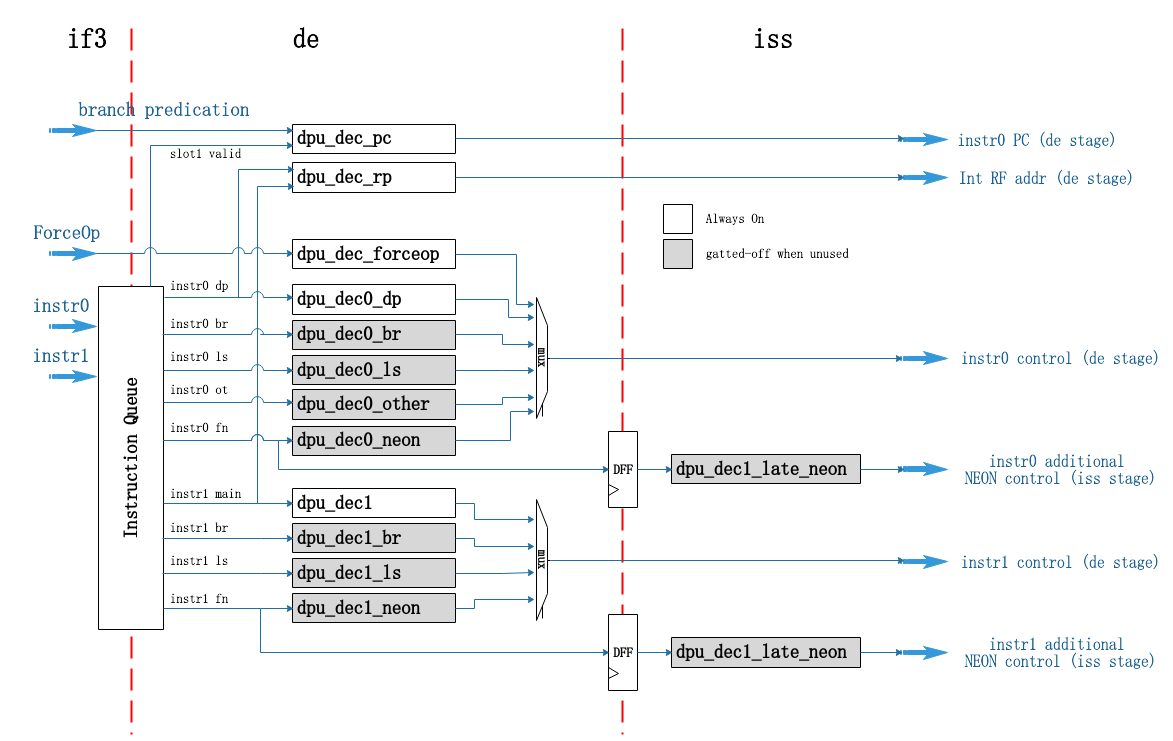 if3
de
iss
branch predication
dpu_dec_pc
instr0 PC (de stage)
slot1 valid
dpu_dec_rp
Int RF addr (de stage)
Always On
ForceOp
dpu_dec_forceop
gatted-off when unused
instr0 dp
dpu_dec0_dp
instr0
instr0 br
dpu_dec0_br
instr1
instr0 ls
dpu_dec0_ls
mux
instr0 control (de stage)
instr0 ot
dpu_dec0_other
instr0 fn
dpu_dec0_neon
Instruction Queue
DFF
dpu_dec1_late_neon
instr0 additional
NEON control (iss stage)
instr1 main
dpu_dec1
instr1 br
dpu_dec1_br
mux
instr1 control (de stage)
instr1 ls
dpu_dec1_ls
instr1 fn
dpu_dec1_neon
DFF
dpu_dec1_late_neon
instr1 additional
NEON control (iss stage)